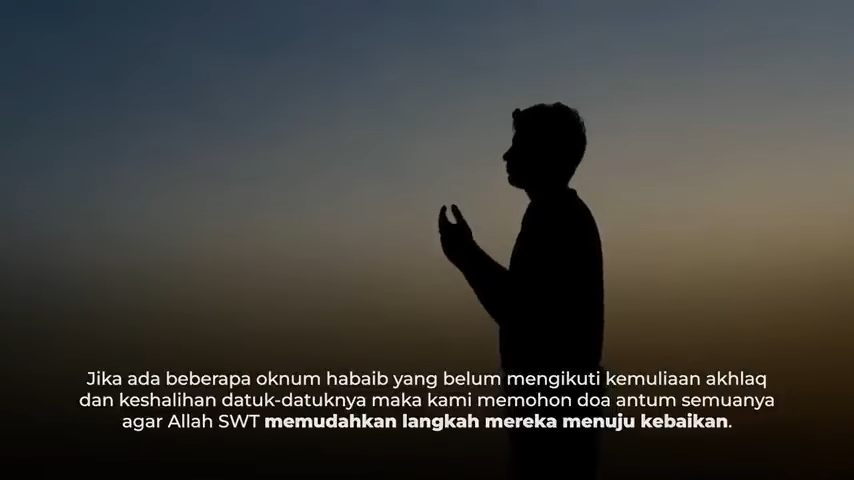 Jika ada beberapa oknum habaib yang belum mengikuti kemuliaan akhlaq
dan keshalihan datuk-datuknya maka kami memohon doa antum semuanya
agar Allah SWT memudahkan langkah mereka menuju kebaikan.